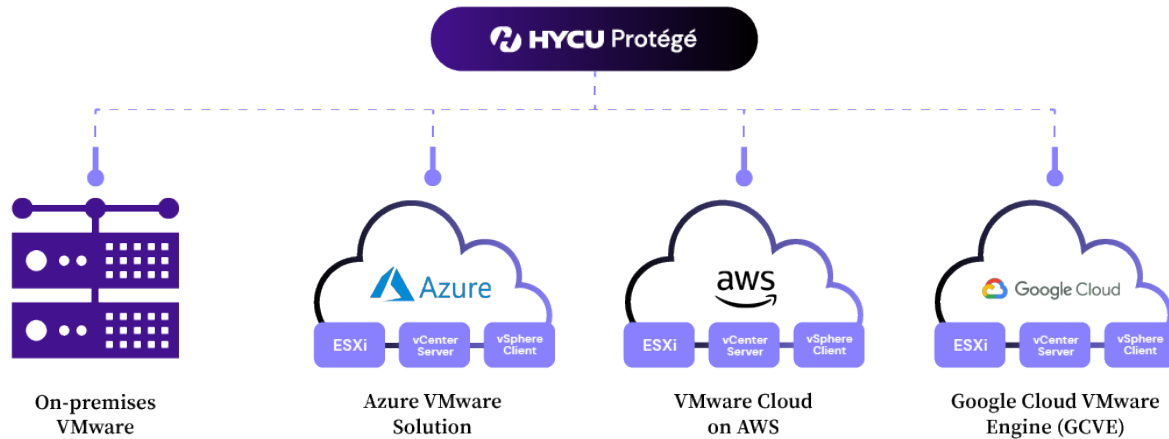 HYCU Protégé
Azure
aws
Google Cloud
ESXi
vCenter
Server
vSphere
Client
ESXi
vCenter
Server
vSphere
Client
ESXi
vCenter
Server
vSphere
Client
On-premises
VMware
Azure VMware
Solution
VMware Cloud
on AWS
Google Cloud VMware
Engine (GCVE)